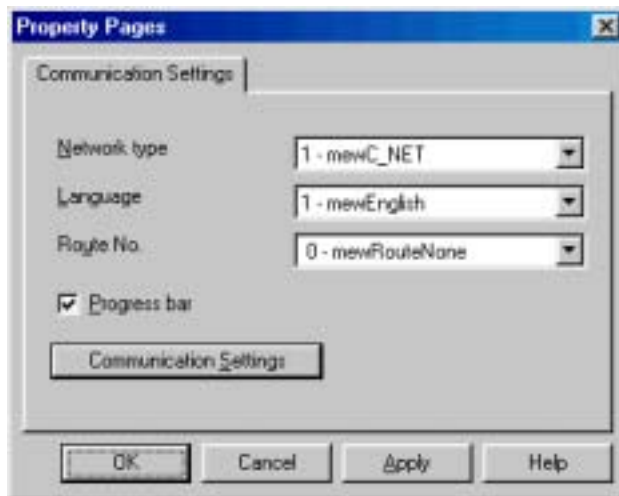 Property Pages
Communication Settings
Network type
1 - mewC_NET
Language
1 - mewEnglish
Route No.
0 - mewRouteNone
Progress bar
Communication Settings
OK
Cancel
Apply
Help